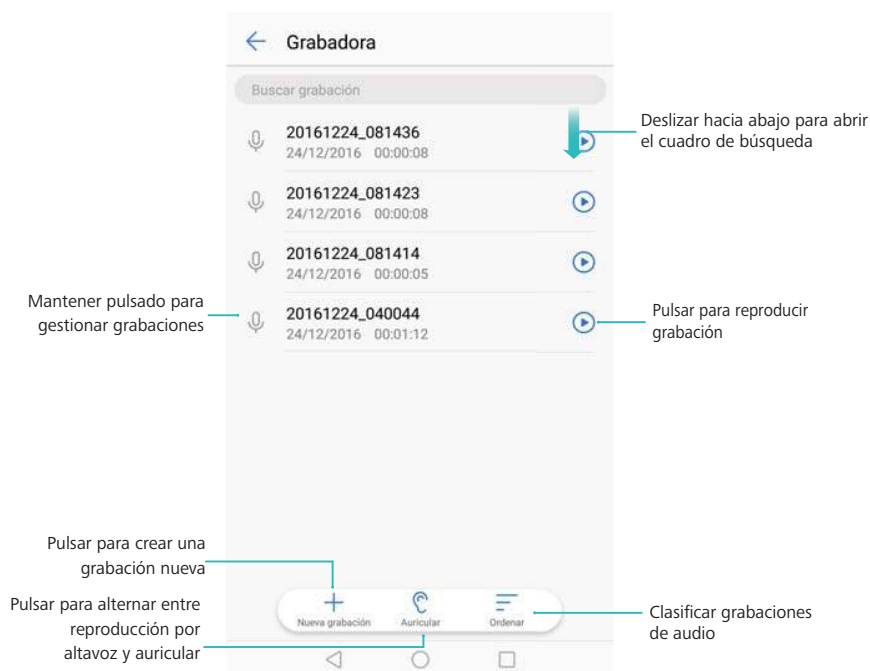 Grabadora
Buscar grabación
20161224_081436
24/12/2016 00:00:08
Deslizar hacia abajo para abrir
el cuadro de búsqueda
20161224_081423
24/12/2016 00:00:08
20161224_081414
24/12/2016 00:00:05
Mantener pulsado para
gestionar grabaciones
20161224_040044
24/12/2016 00:01:12
Pulsar para reproducir
grabación
Pulsar para crear una
grabación nueva
Pulsar para alternar entre
reproducción por
altavoz y auricular
Nueva grabación
Auricular
Ordenar
Clasificar grabaciones
de audio